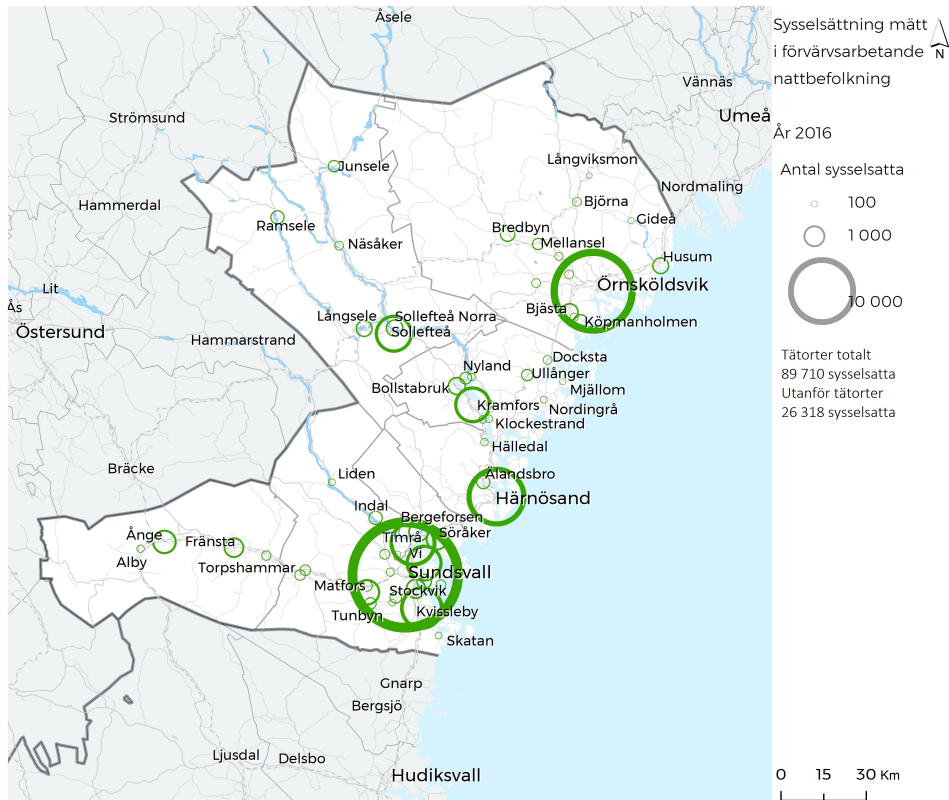 Sysselsättning mätt
i förvärvsarbetande
nattbefolkning
N
År 2016
Antal sysselsatta
100
1 000
10 000
Tätorter totalt
89 710 sysselsatta
Utanför tätorter
26 318 sysselsatta
0 15 30 Km
Åsele
Vännäs
Umeå
Strömsund
Långviksmon
Junsele
Nordmaling
Hammerdal
Björna
Gideå
Ramsele
Bredbyn
Näsåker
Mellansel
Husum
Lit
Örnsköldsvik
Ås
Bjästa
Långsele
Sollefteå Norra
Köpmanholmen
Östersund
Sollefteå
Hammarstrand
Docksta
Nyland
Ullånger
Bollstabruk
Mjällom
Kramfors
Nordingrå
Klockestrand
Hälledal
Bräcke
Liden
Älandsbro
Härnösand
Indal
Bergeforsen
Ånge
Fränsta
Timrå
Söråker
Vi
Alby
Torpshammar
Sundsvall
Matfors
Stockvik
Tunbyn
Kvissleby
Skatan
Gnarp
Bergsjö
Ljusdal
Delsbo
Hudiksvall